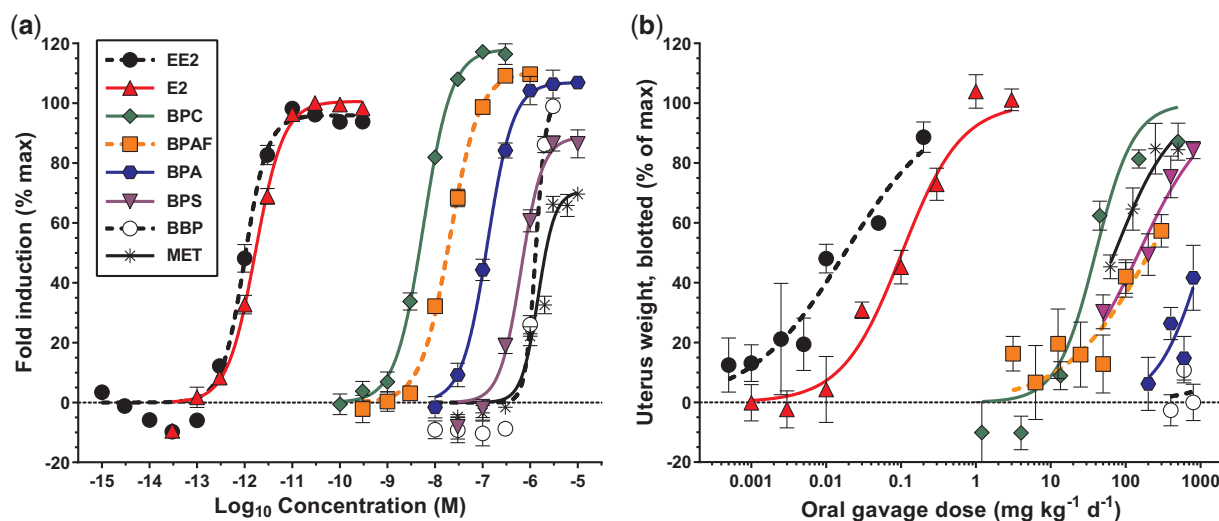 (a)
Fold induction (% max)
120
100
80
60
40
20
0
-20
EE2
E2
BPC
BPAF
BPA
BPS
BBP
MET
-15 -14 -13 -12 -11 -10 -9 -8 -7 -6 -5
Log₁₀ Concentration (M)
(b)
Uterus weight, blotted (% of max)
120
100
80
60
40
20
0
-20
0.001 0.01 0.1 1 10 100 1000
Oral gavage dose (mg kg⁻¹ d⁻¹)